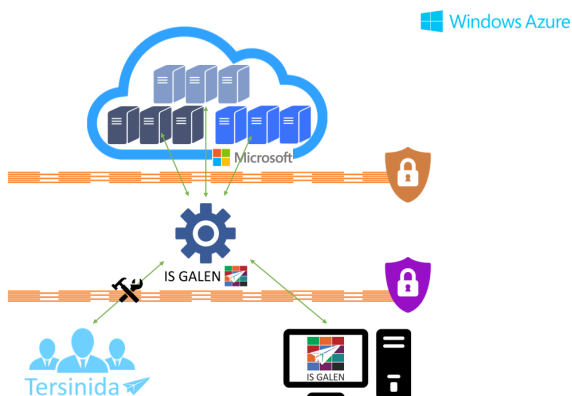 Windows Azure
Microsoft
IS GALEN
Tersinida
IS GALEN